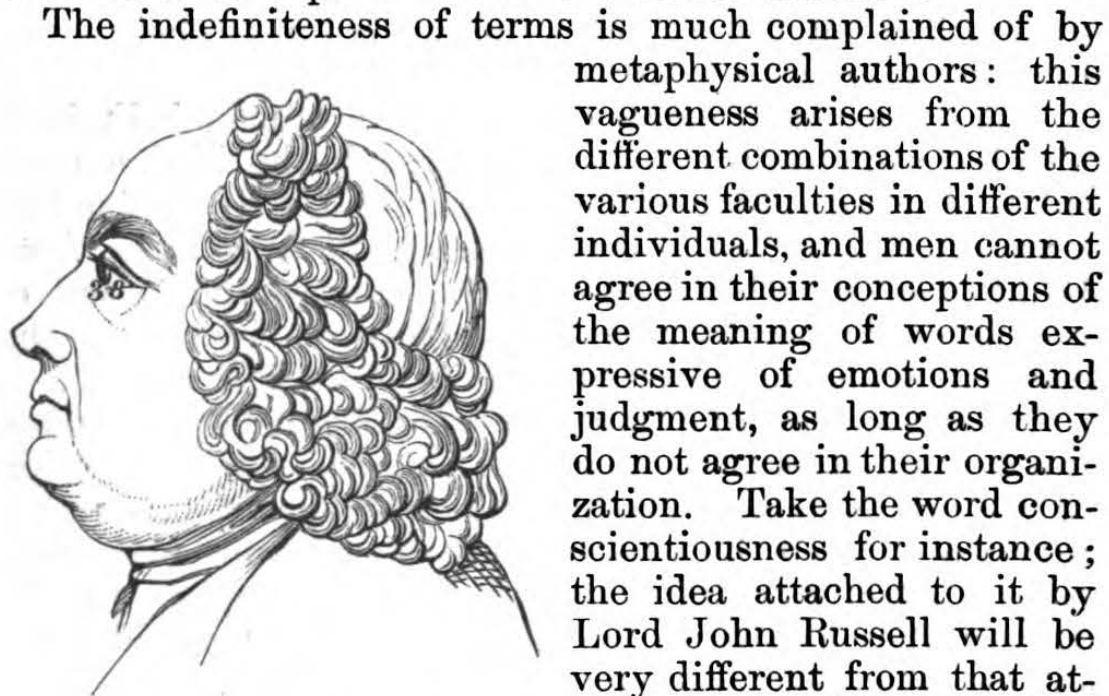 The indefiniteness of terms is much complained of by
metaphysical authors: this
vagueness arises from the
different combinations of the
various faculties in different
individuals, and men cannot
agree in their conceptions of
the meaning of words ex-
pressive of emotions and
judgment, as long as they
do not agree in their organi-
zation. Take the word con-
scientiousness for instance;
the idea attached to it by
Lord John Russell will be
very different from that at-